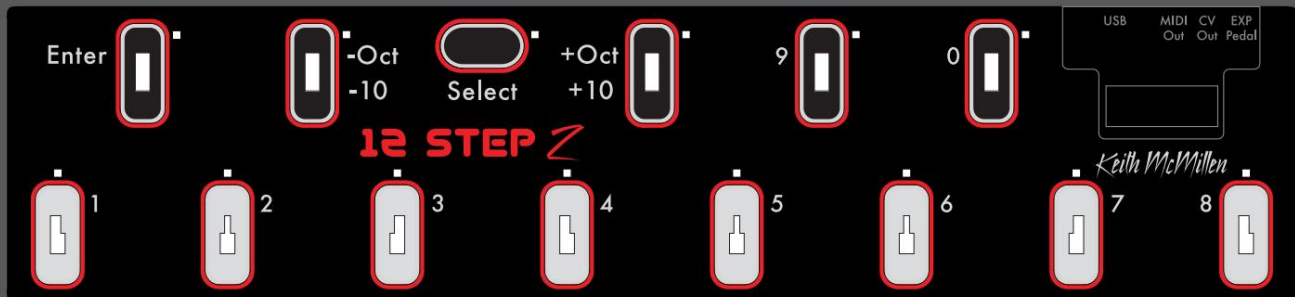 USB MIDI Out CV Out EXP Pedal
Enter
-Oct
-10
Select
+Oct
+10
9
0
12 STEP 2
Keith McMillen
1 2 3 4 5 6 7 8